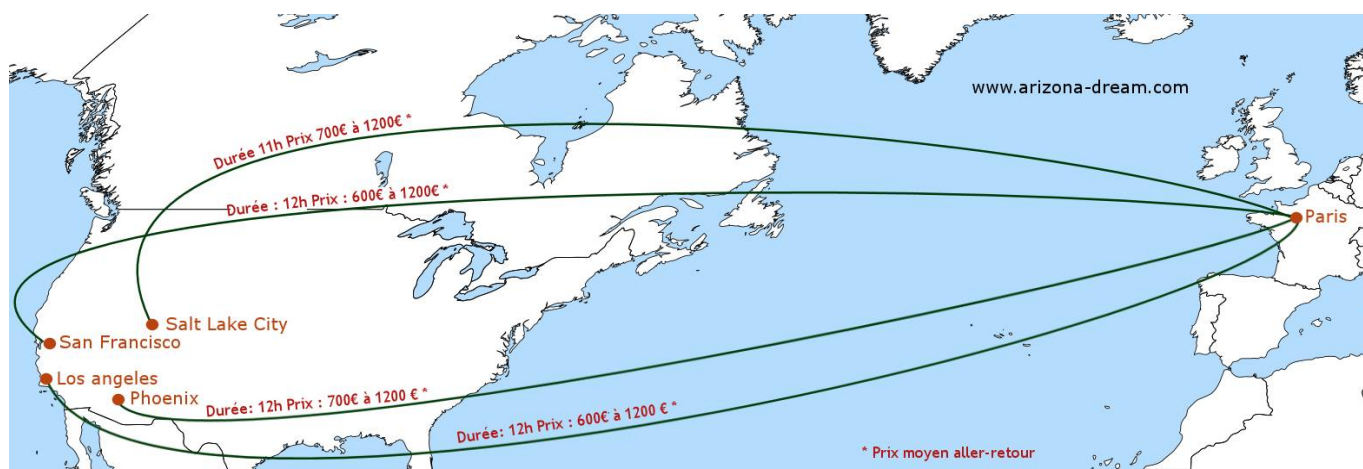 www.arizona-dream.com
Durée 11h Prix 700€ à 1200€ *
Durée : 12h Prix : 600€ à 1200€ *
Paris
Salt Lake City
San Francisco
Los angeles
Phoenix
Durée: 12h Prix : 700€ à 1200 € *
Durée: 12h Prix : 600€ à 1200 € *
* Prix moyen aller-retour